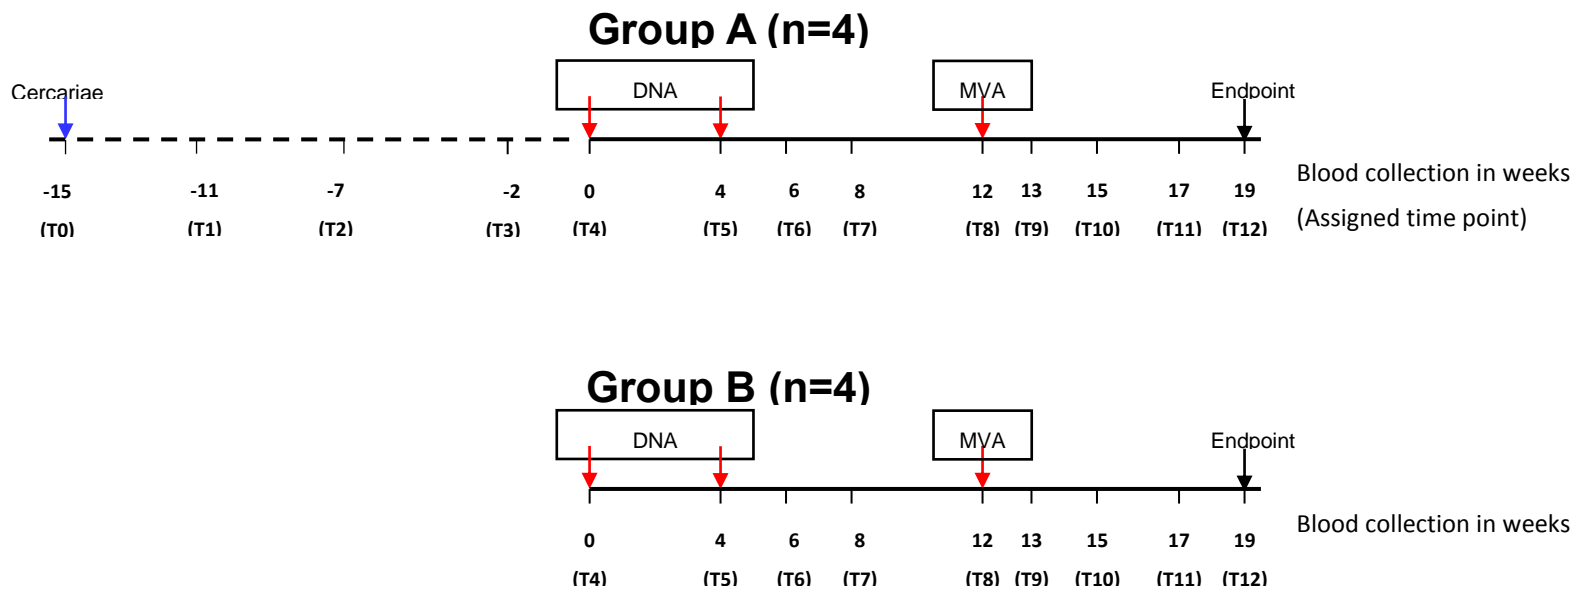 Group A (n=4)
DNA MVA
Cercariae Endpoint
-15 -11 -7 -2 0 4 6 8 12 13 15 17 19 Blood collection in weeks
(T0) (T1) (T2) (T3) (T4) (T5) (T6) (T7) (T8) (T9) (T10) (T11) (T12) (Assigned time point)
Group B (n=4)
DNA MVA Endpoint
0 4 6 8 12 13 15 17 19 Blood collection in weeks
(T4) (T5) (T6) (T7) (T8) (T9) (T10) (T11) (T12)